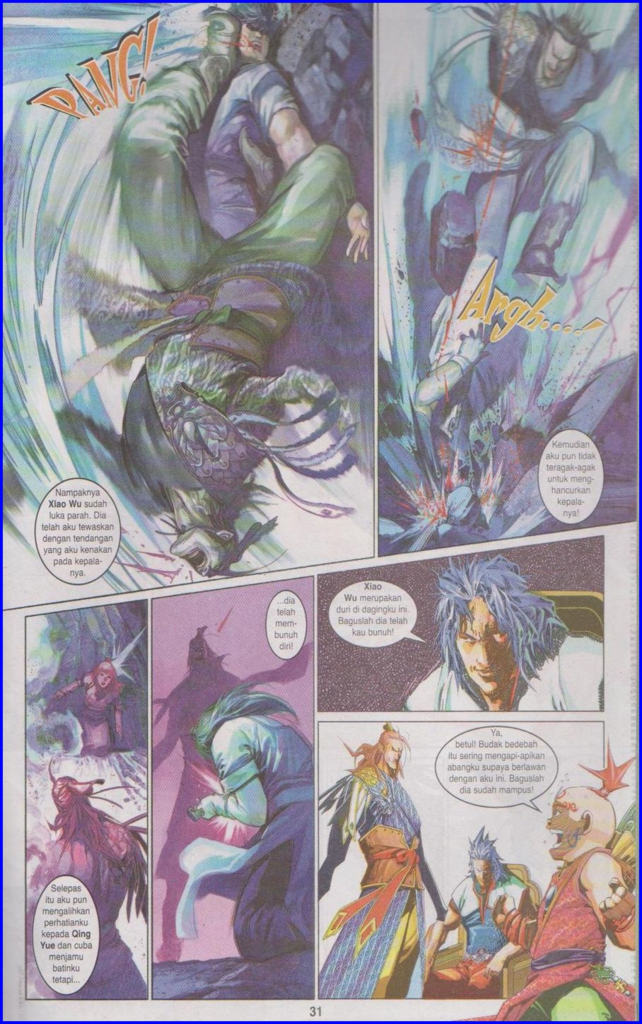 PANG!
Nampaknya
Xiao Wu sudah
luka parah. Dia
telah aku tewaskan
dengan tendangan
yang aku kenakan
pada kepala-
nya.
Argh....!
Kemudian
aku pun tidak
teragak-agak
untuk meng-
hancurkan
kepala-
nya!
Selepas
itu aku pun
mengalihkan
perhatianku
kepada Qing
Yue dan cuba
menjamu
batinku
tetapi...
...dia
telah
mem-
bunuh
diri!
Xiao
Wu merupakan
duri di dagingku ini.
Baguslah dia telah
kau bunuh!
Ya,
betul! Budak bedebah
itu sering mengapi-apikan
abangku supaya berlawan
dengan aku ini. Baguslah
dia sudah mampus!
31